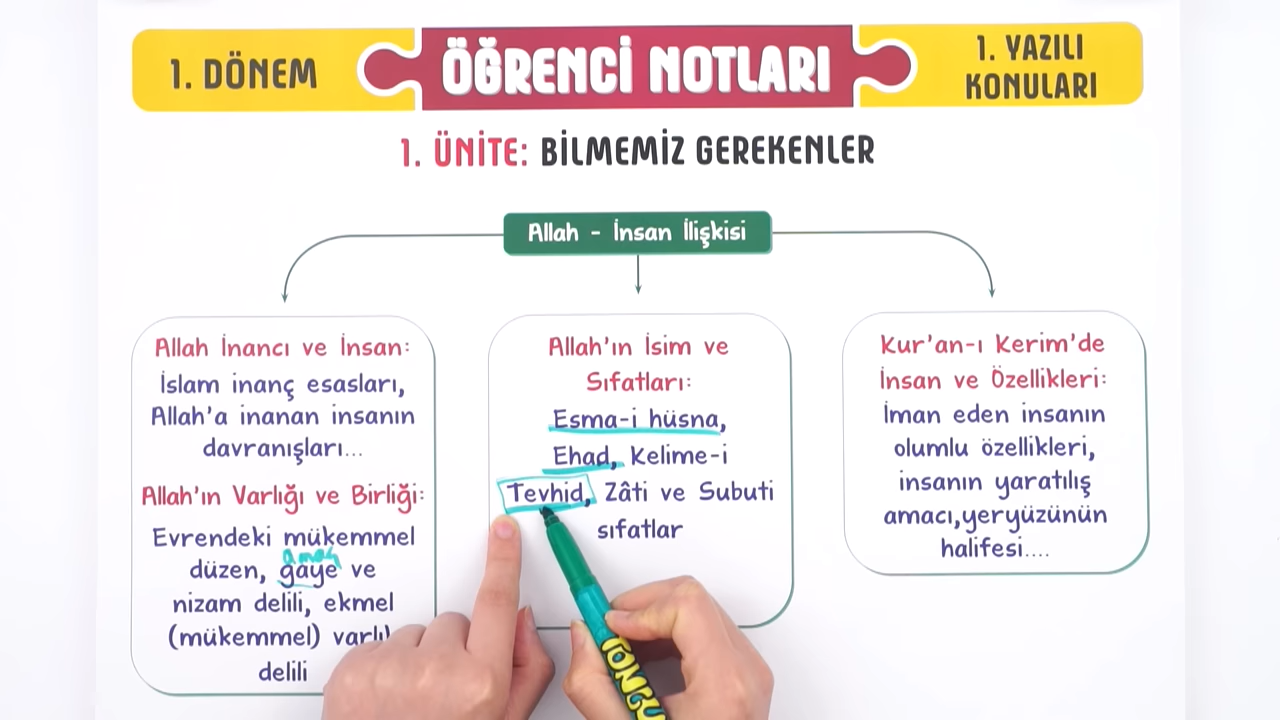 1. DÖNEM
ÖĞRENCİ NOTLARI
1. YAZILI
KONULARI
1. ÜNİTE: BİLMEMİZ GEREKENLER
Allah - İnsan İlişkisi
Allah İnancı ve İnsan:
İslam inanç esasları,
Allah'a inanan insanın
davranışları...
Allah'ın Varlığı ve Birliği:
Evrendeki mükemmel
amaç
düzen, gaye ve
nizam delili, ekmel
(mükemmel)
delili
Allah'ın İsim ve
Sıfatları:
Esma-i hüsna,
Ehad, Kelime-i
Tevhid, Zâti ve Subuti
sıfatlar
Kur'an-ı Kerim'de
İnsan ve Özellikleri:
İman eden insanın
olumlu özellikleri,
insanın yaratılış
amacı,yeryüzünün
halifesi....